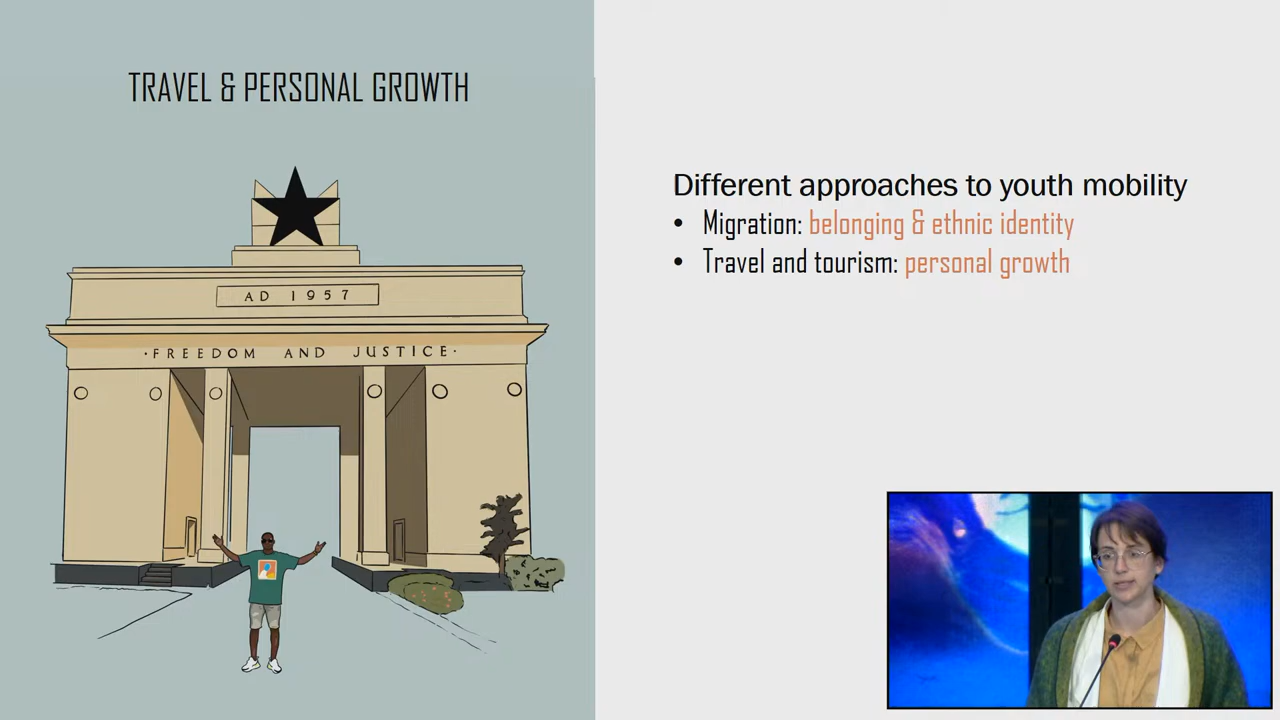 TRAVEL & PERSONAL GROWTH
AD 1957
·FREEDOM AND JUSTICE·
Different approaches to youth mobility
• Migration: belonging & ethnic identity
• Travel and tourism: personal growth